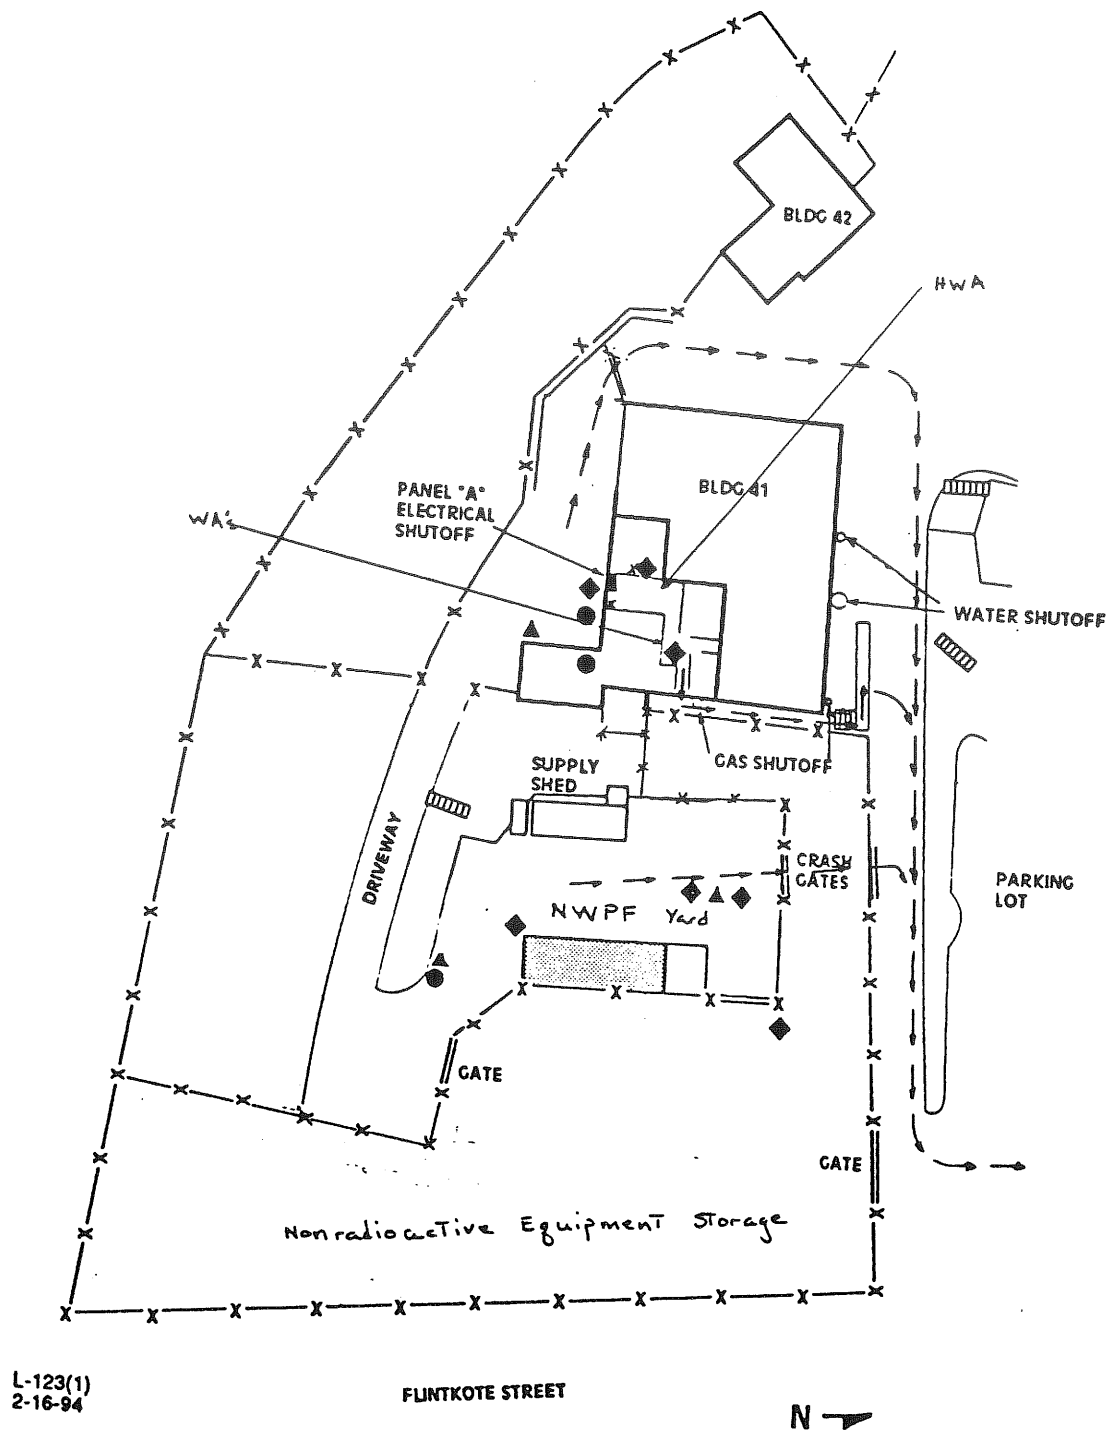 BLDG 42
HWA
BLDG 41
PANEL "A"
ELECTRICAL
SHUTOFF
WA's
WATER SHUTOFF
GAS SHUTOFF
SUPPLY
SHED
DRIVEWAY
CRASH
GATES
PARKING
LOT
NWPF Yard
GATE
GATE
Nonradioactive Equipment Storage
L-123(1)
2-16-94
FLINTKOTE STREET
N